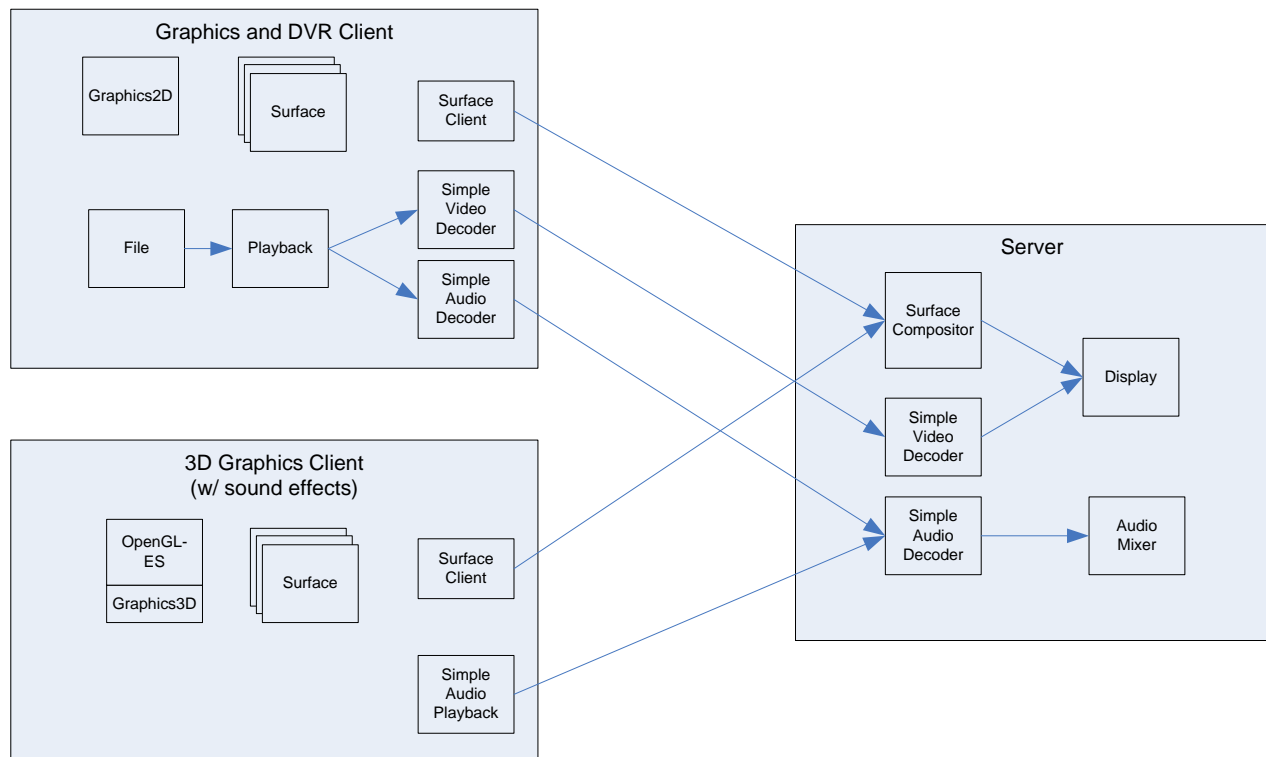 Graphics and DVR Client
Graphics2D
Surface
Surface
Client
Simple
Video
Decoder
File
Playback
Simple
Audio
Decoder
3D Graphics Client
(w/ sound effects)
OpenGL-
ES
Graphics3D
Surface
Surface
Client
Simple
Audio
Playback
Server
Surface
Compositor
Display
Simple
Video
Decoder
Simple
Audio
Decoder
Audio
Mixer